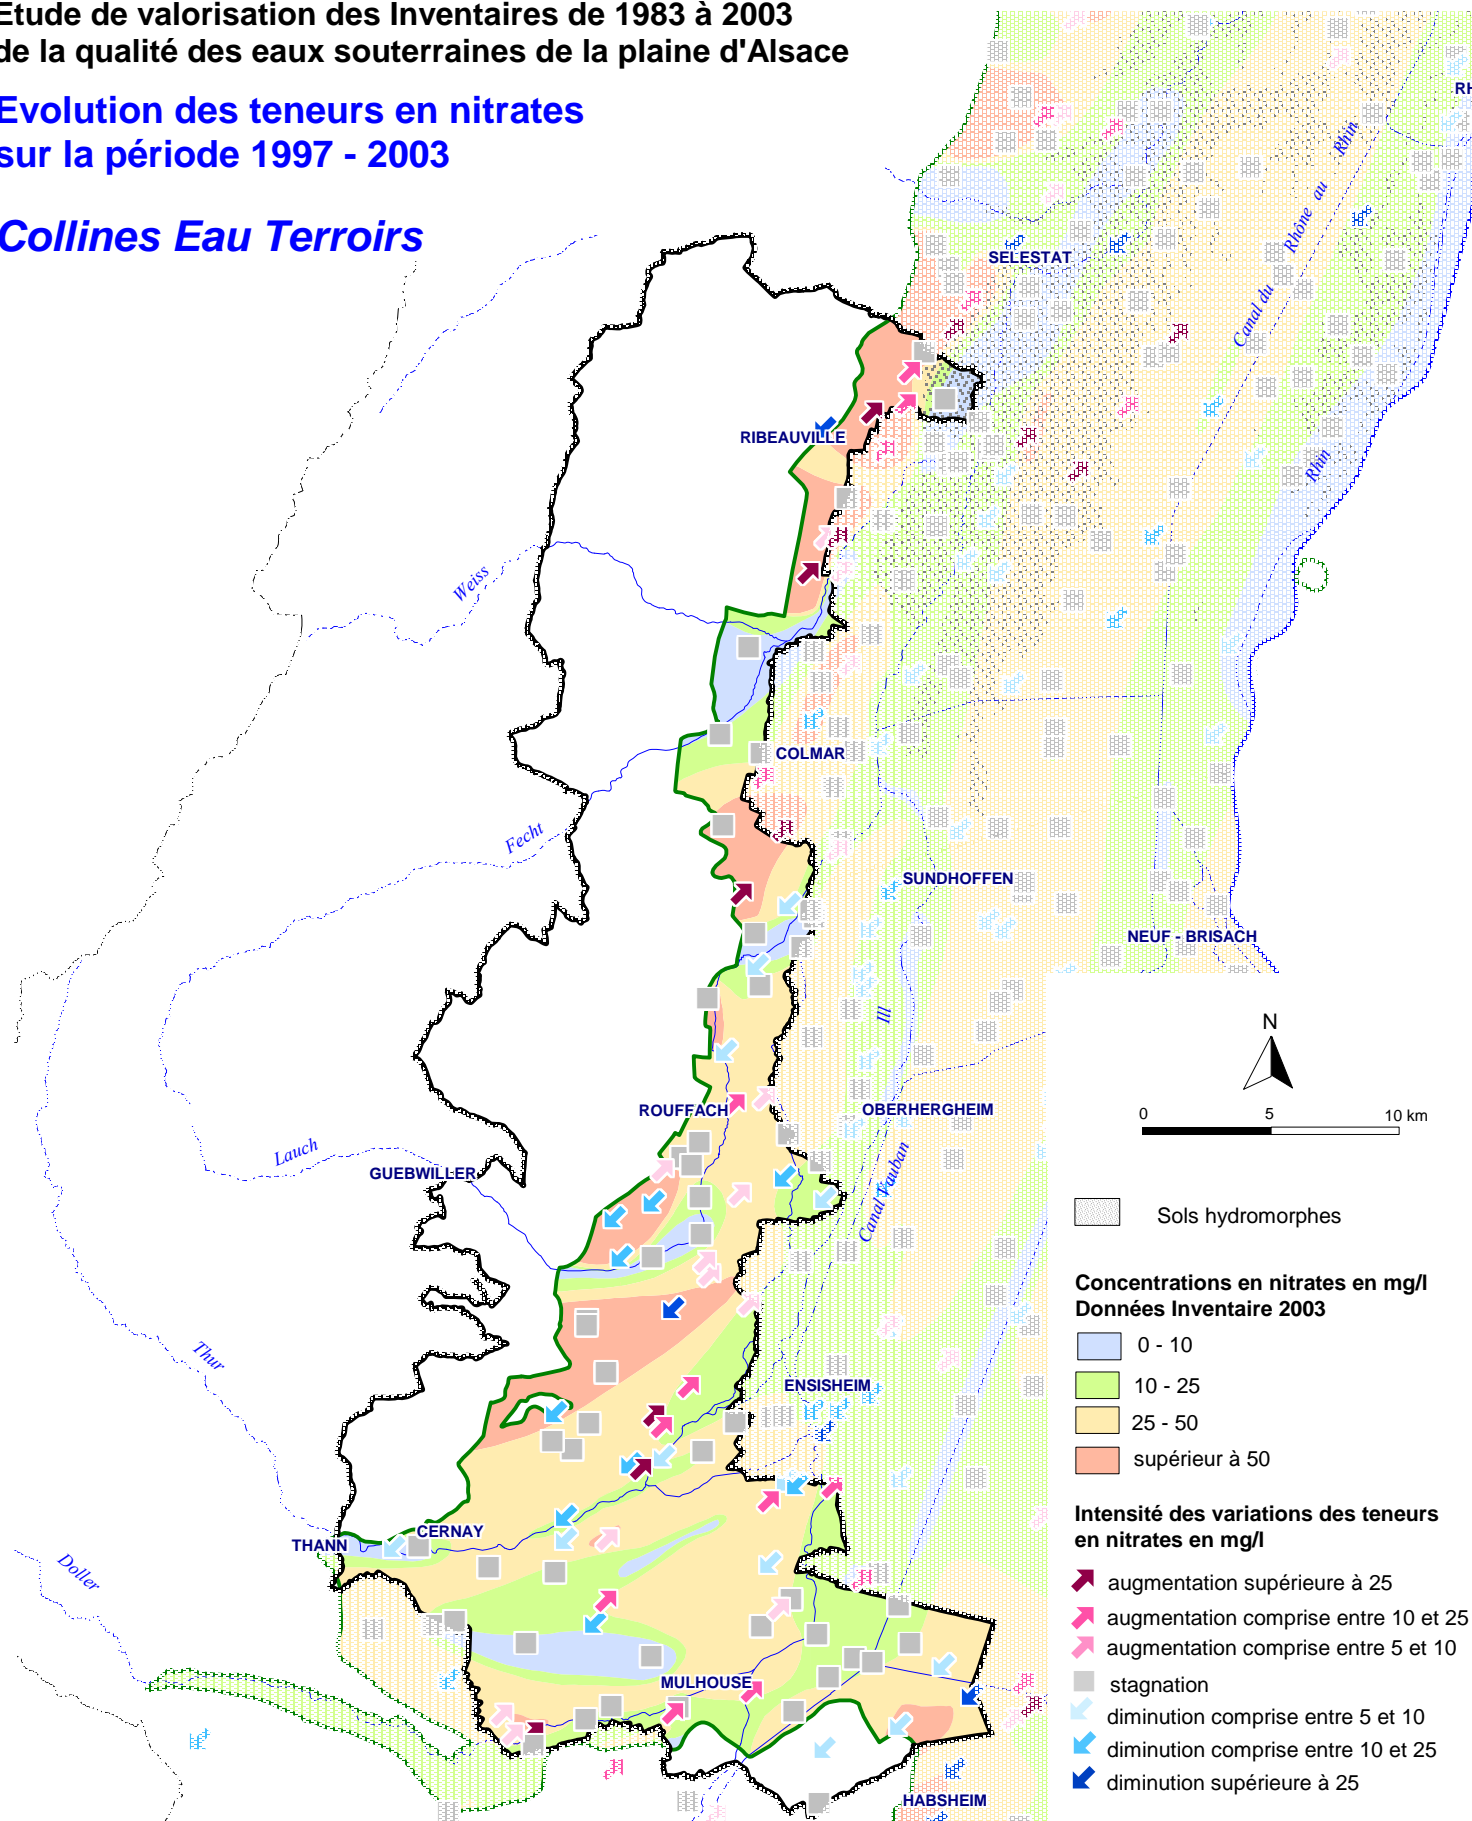 Etude de valorisation des Inventaires de 1983 à 2003
de la qualité des eaux souterraines de la plaine d'Alsace
Evolution des teneurs en nitrates
sur la période 1997 - 2003
Collines Eau Terroirs
RH
Rhin
Rhône au
Canal du
SELESTAT
RIBEAUVILLE
Rhin
Weiss
COLMAR
Fecht
SUNDHOFFEN
NEUF - BRISACH
Ill
N
0 5 10 km
ROUFFACH
OBERHERGHEIM
Lauch
GUEBWILLER
Canal Vauban
Sols hydromorphes
Concentrations en nitrates en mg/l
Données Inventaire 2003
0 - 10
10 - 25
25 - 50
supérieur à 50
Thur
ENSISHEIM
Intensité des variations des teneurs
en nitrates en mg/l
augmentation supérieure à 25
augmentation comprise entre 10 et 25
augmentation comprise entre 5 et 10
stagnation
diminution comprise entre 5 et 10
diminution comprise entre 10 et 25
diminution supérieure à 25
CERNAY
THANN
Doller
MULHOUSE
HABSHEIM